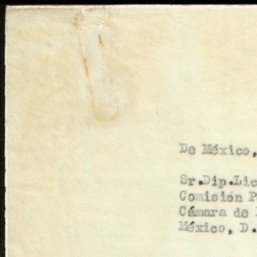 De México,
Sr.Dip.Lic
Comisión P
Cámara de
México, D.